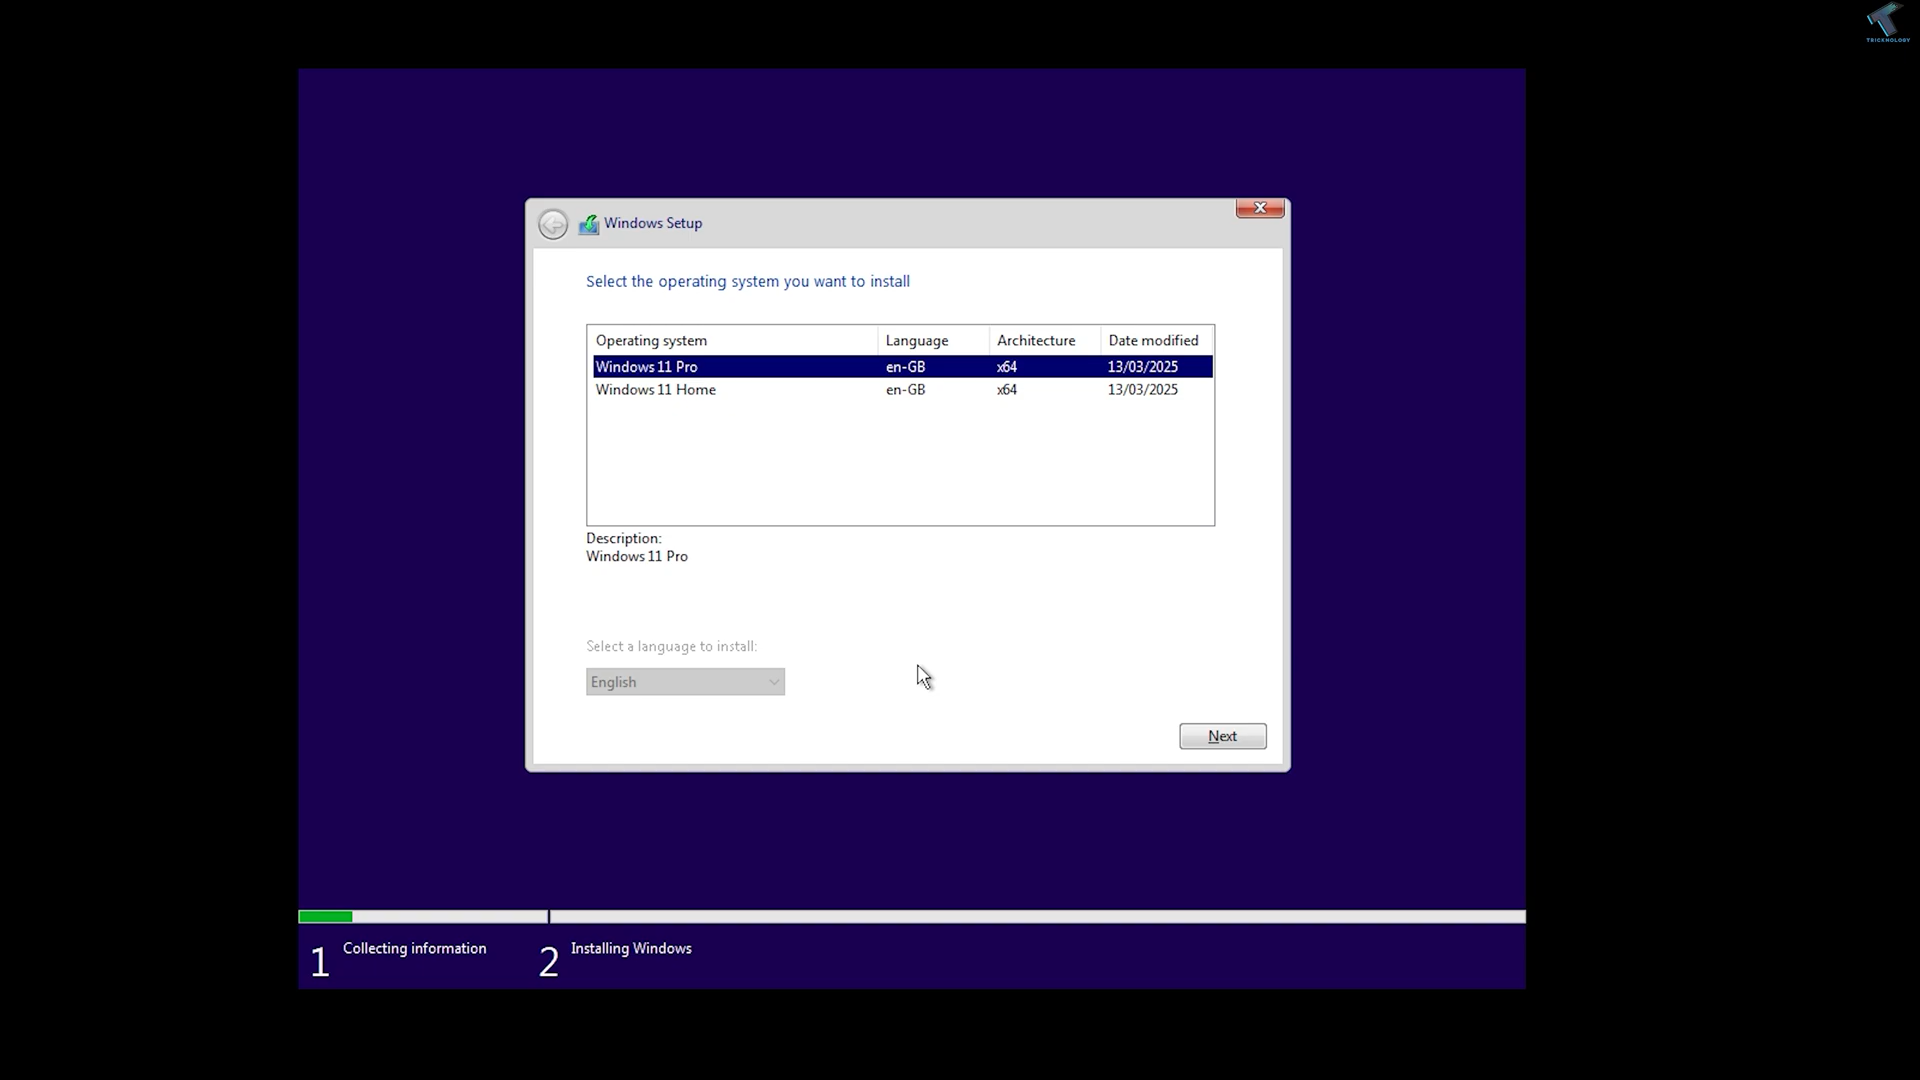 TRICKNOLOGY
Windows Setup
Select the operating system you want to install
Operating system Language Architecture Date modified
Windows 11 Pro en-GB x64 13/03/2025
Windows 11 Home en-GB x64 13/03/2025
Description:
Windows 11 Pro
Select a language to install:
English
Next
1 Collecting information 2 Installing Windows